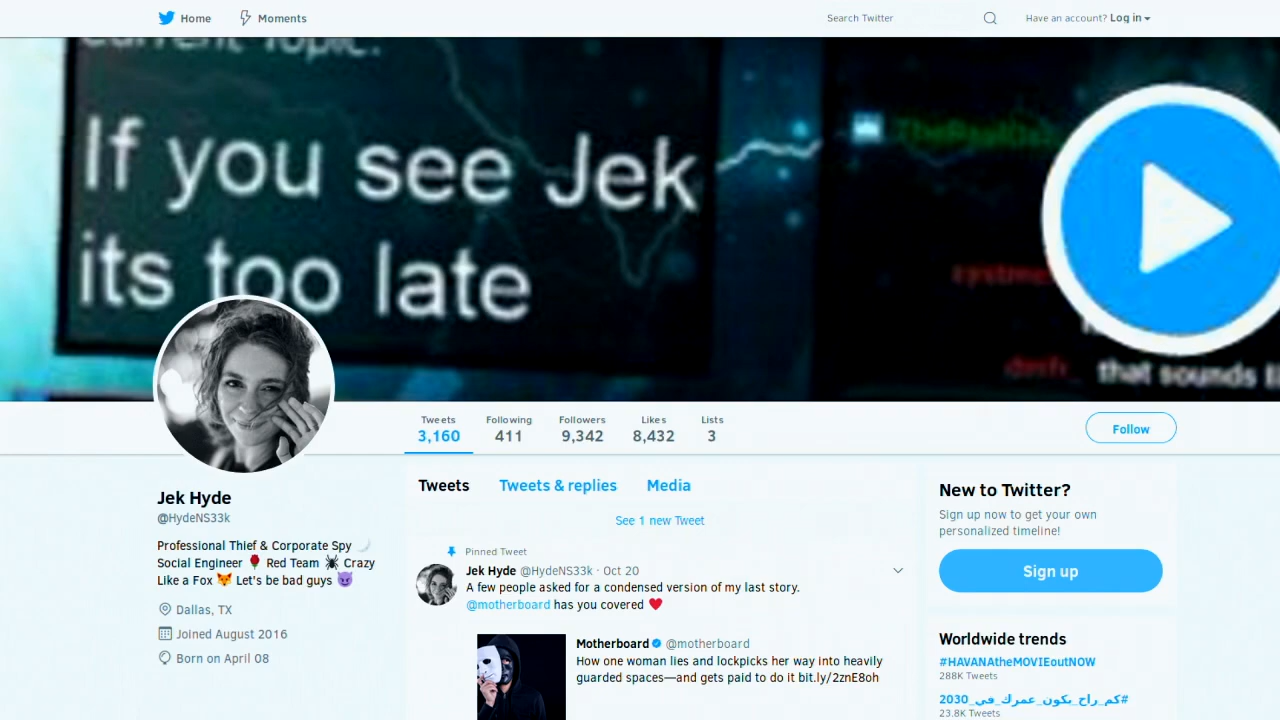 Home
Moments
Search Twitter
Have an account? Log in
Current Topic:
If you see Jek
its too late
that sounds li
Tweets
3,160
Following
411
Followers
9,342
Likes
8,432
Lists
3
Follow
Jek Hyde
@HydeNS33k
Professional Thief & Corporate Spy 🌙
Social Engineer 🌹 Red Team 🕷 Crazy
Like a Fox 🦊 Let's be bad guys 😈
Dallas, TX
Joined August 2016
Born on April 08
Tweets
Tweets & replies
Media
See 1 new Tweet
Pinned Tweet
Jek Hyde @HydeNS33k · Oct 20
A few people asked for a condensed version of my last story.
@motherboard has you covered ❤️
Motherboard @motherboard
How one woman lies and lockpicks her way into heavily
guarded spaces—and gets paid to do it bit.ly/2znE8oh
New to Twitter?
Sign up now to get your own
personalized timeline!
Sign up
Worldwide trends
#HAVANAtheMOVIEoutNOW
288K Tweets
#كم_راح_يكون_عمرك_في_2030
23.8K Tweets